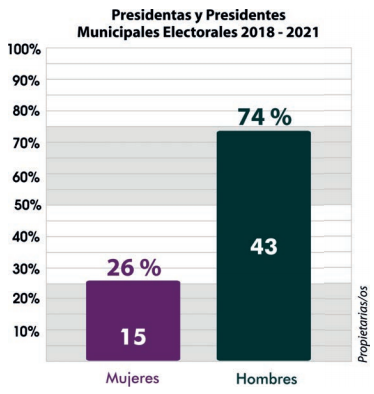 Presidentas y Presidentes
Municipales Electorales 2018 - 2021
100%
90%
80%
70%
60%
50%
40%
30%
20%
10%
74 %
43
26 %
15
Mujeres
Hombres
Propietarias/os